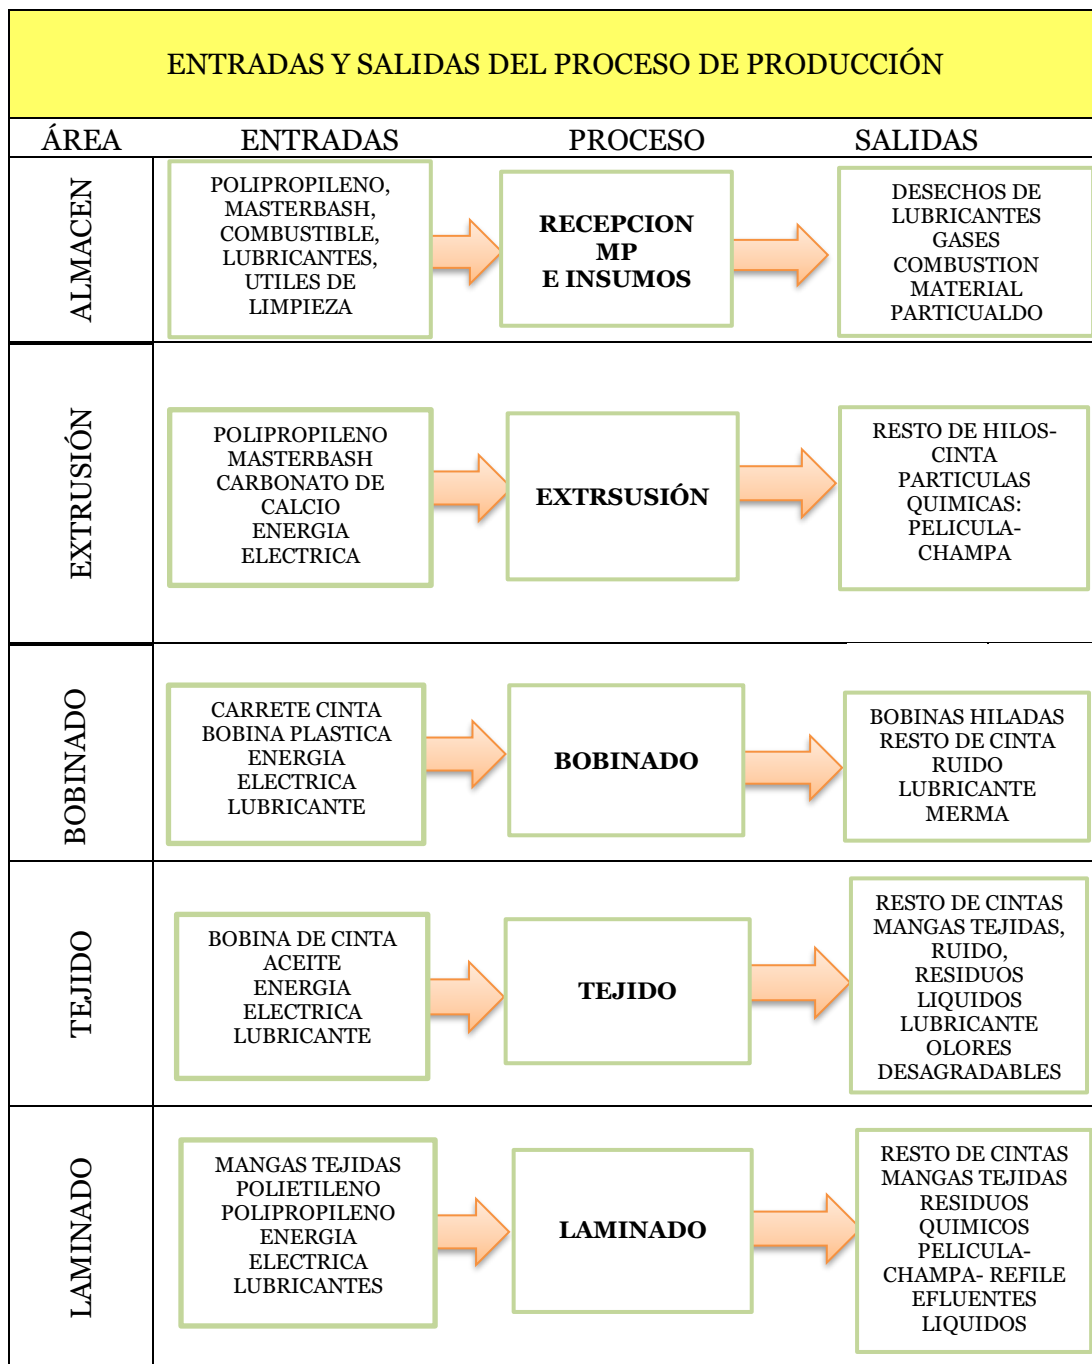 ENTRADAS Y SALIDAS DEL PROCESO DE PRODUCCIÓN
ÁREA ENTRADAS PROCESO SALIDAS
ALMACEN
POLIPROPILENO,
MASTERBASH,
COMBUSTIBLE,
LUBRICANTES,
UTILES DE
LIMPIEZA
RECEPCION
MP
E INSUMOS
DESECHOS DE
LUBRICANTES
GASES
COMBUSTION
MATERIAL
PARTICUALDO
EXTRUSIÓN
POLIPROPILENO
MASTERBASH
CARBONATO DE
CALCIO
ENERGIA
ELECTRICA
EXTRSUSIÓN
RESTO DE HILOS-
CINTA
PARTICULAS
QUIMICAS:
PELICULA-
CHAMPA
BOBINADO
CARRETE CINTA
BOBINA PLASTICA
ENERGIA
ELECTRICA
LUBRICANTE
BOBINADO
BOBINAS HILADAS
RESTO DE CINTA
RUIDO
LUBRICANTE
MERMA
TEJIDO
BOBINA DE CINTA
ACEITE
ENERGIA
ELECTRICA
LUBRICANTE
TEJIDO
RESTO DE CINTAS
MANGAS TEJIDAS,
RUIDO,
RESIDUOS
LIQUIDOS
LUBRICANTE
OLORES
DESAGRADABLES
LAMINADO
MANGAS TEJIDAS
POLIETILENO
POLIPROPILENO
ENERGIA
ELECTRICA
LUBRICANTES
LAMINADO
RESTO DE CINTAS
MANGAS TEJIDAS
RESIDUOS
QUIMICOS
PELICULA-
CHAMPA- REFILE
EFLUENTES
LIQUIDOS